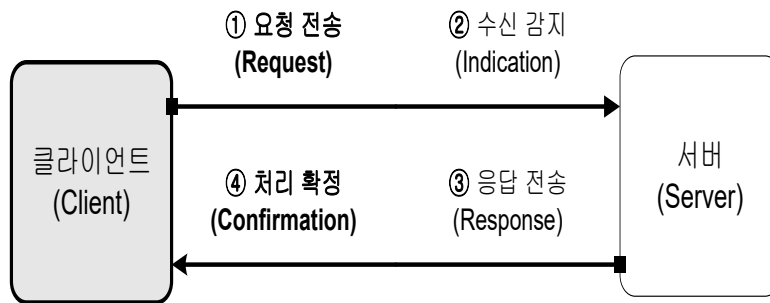 ① 요청 전송
(Request)
② 수신 감지
(Indication)
클라이언트
(Client)
④ 처리 확정
(Confirmation)
③ 응답 전송
(Response)
서버
(Server)